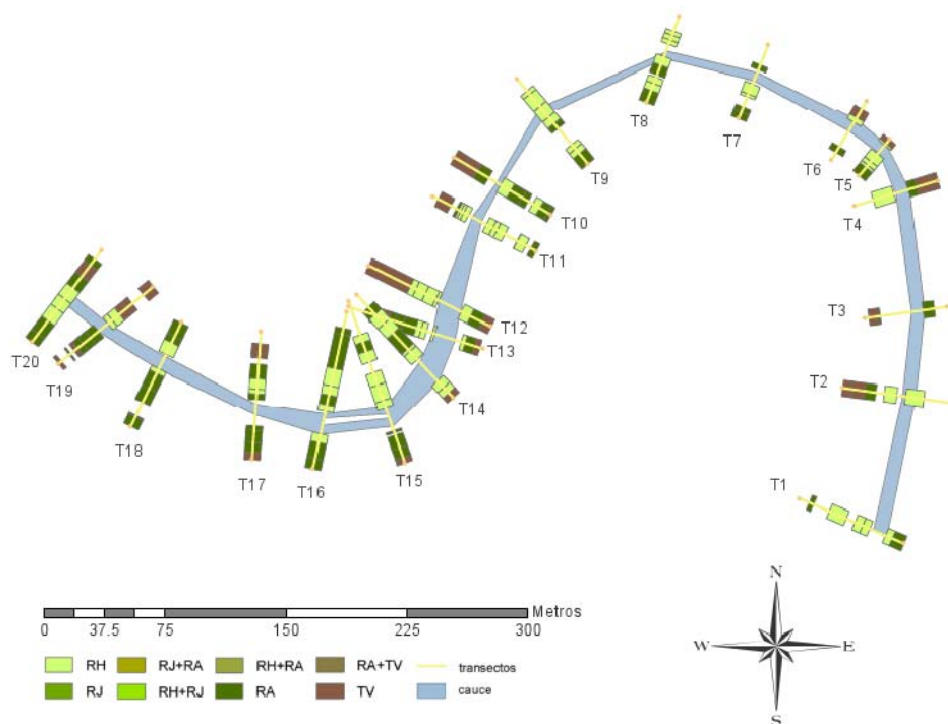 T8
T7
T6
T5
T9
T4
T10
T11
T3
T12
T13
T2
T20
T19
T14
T18
T17
T16
T15
T1
N
W E
S
Metros
0 37.5 75 150 225 300
RH RJ+RA RH+RA RA+TV transectos
RJ RH+RJ RA TV cauce